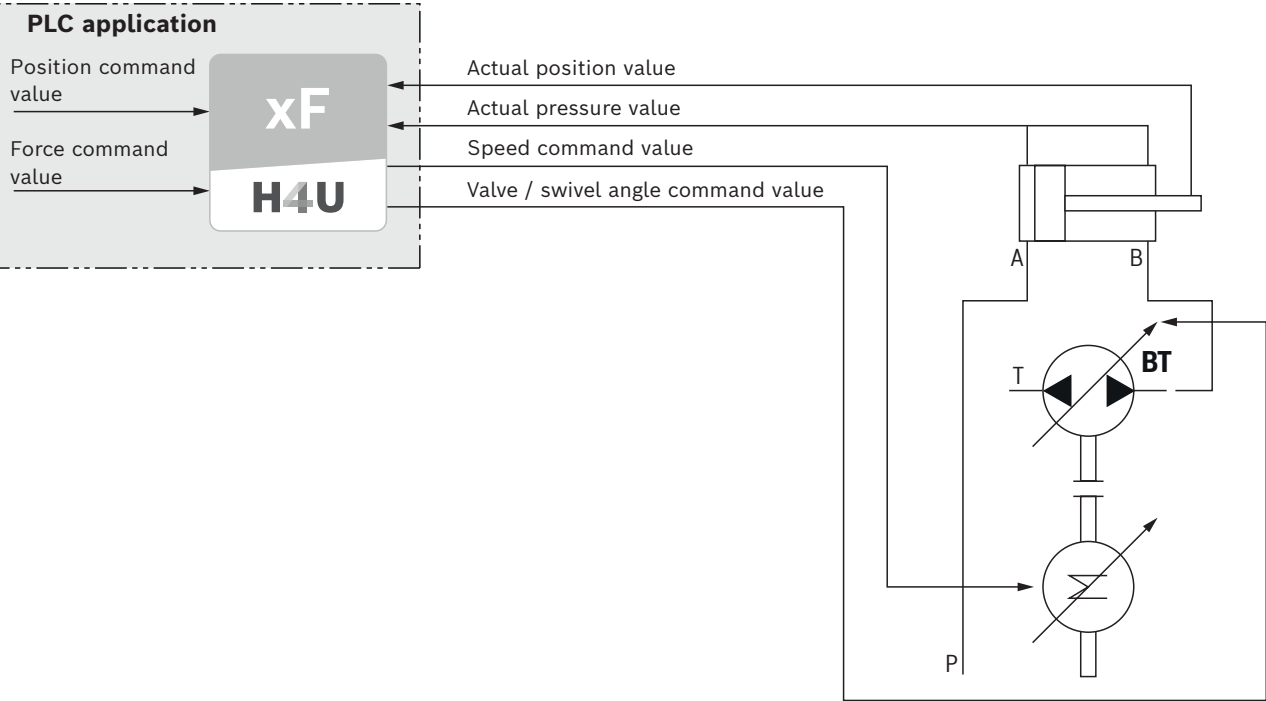 PLC application
Position command
value
Force command
value
xF
H4U
Actual position value
Actual pressure value
Speed command value
Valve / swivel angle command value
A
B
T
BT
M
P